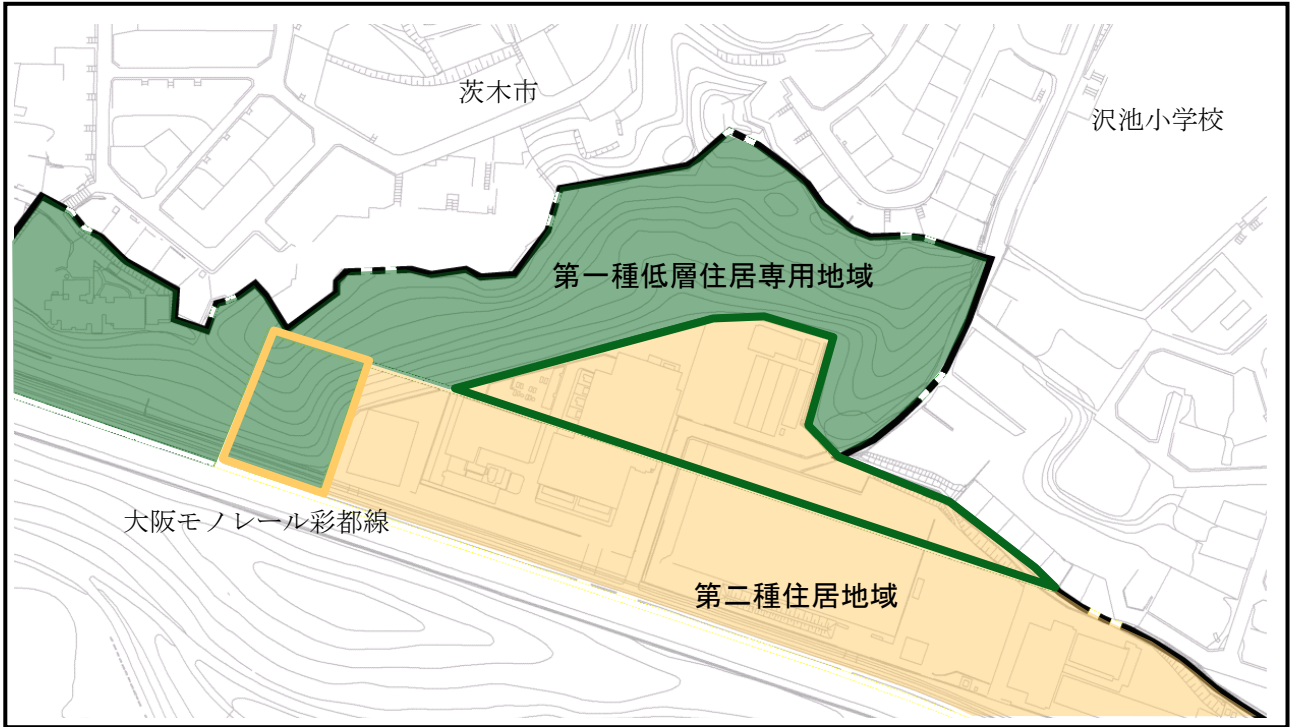 茨木市
沢池小学校
第一種低層住居専用地域
大阪モノレール彩都線
第二種住居地域